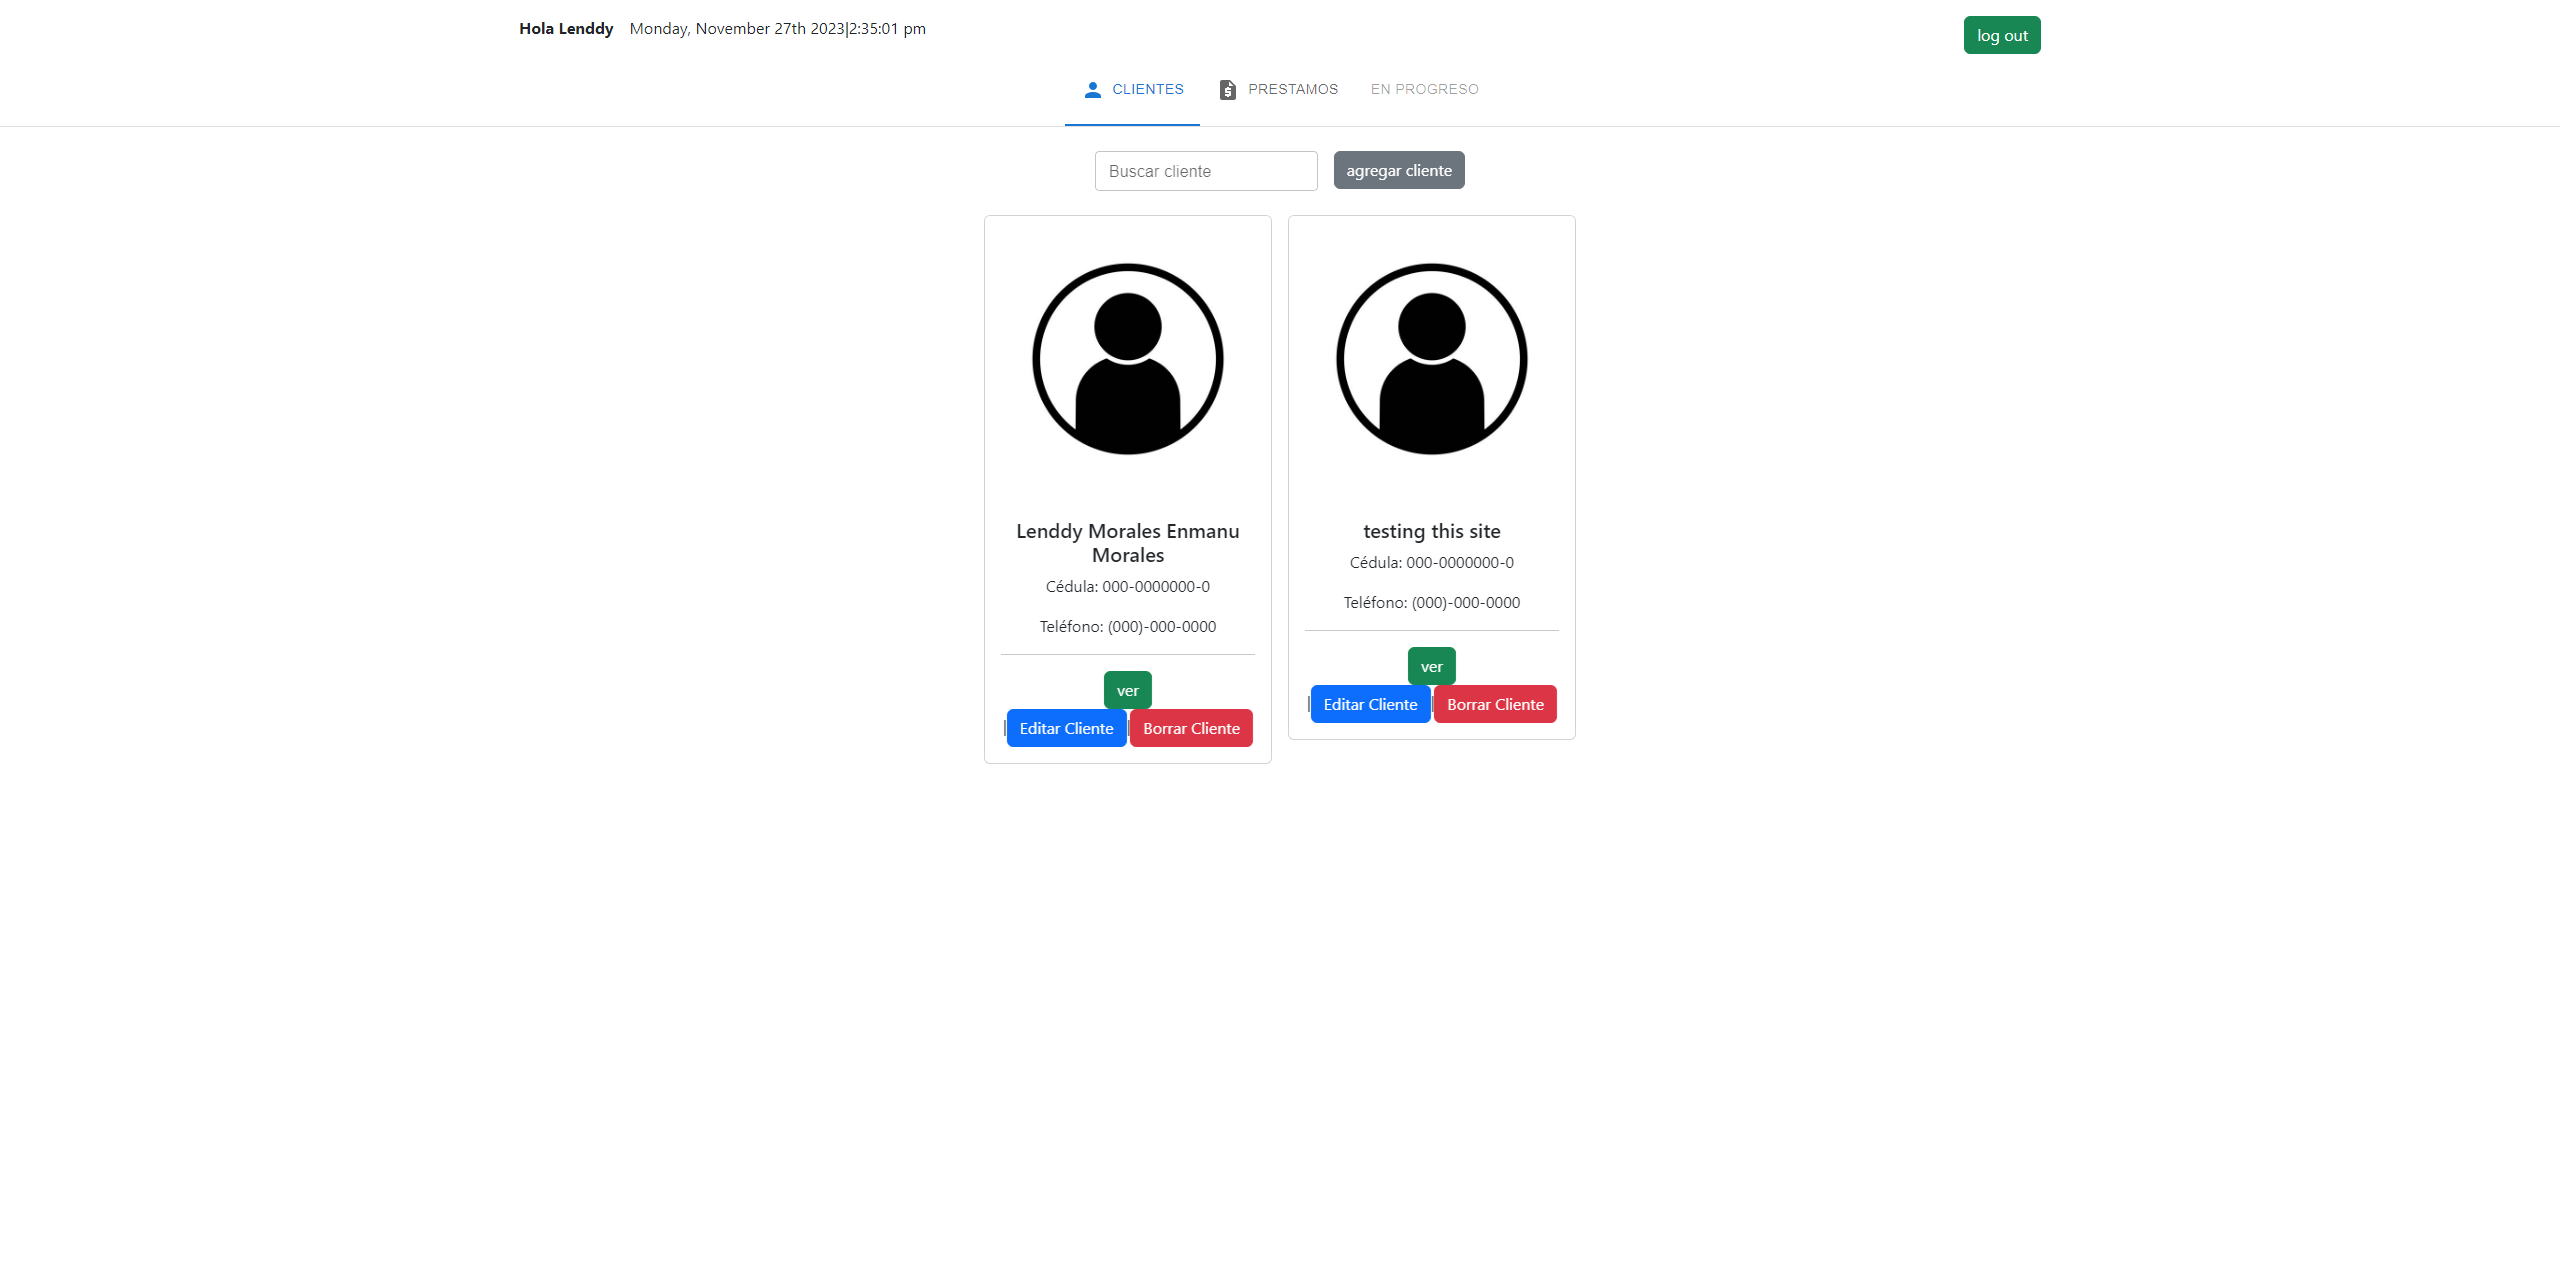 Hola Lenddy Monday, November 27th 2023|2:35:01 pm log out
CLIENTES PRESTAMOS EN PROGRESO
Buscar cliente agregar cliente
Lenddy Morales Enmanu
Morales
Cédula: 000-0000000-0
Teléfono: (000)-000-0000
ver
|Editar Cliente|Borrar Cliente
testing this site
Cédula: 000-0000000-0
Teléfono: (000)-000-0000
ver
|Editar Cliente|Borrar Cliente